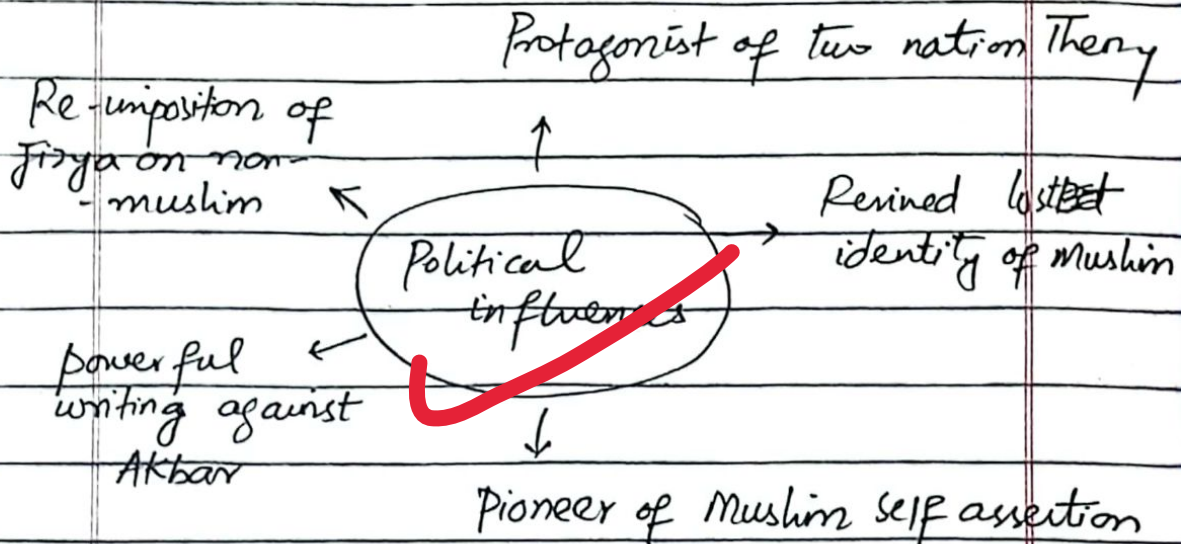 Protagonist of two nation Theory
Re-imposition of
Jizya on non-
- muslim
Revived lost
identity of Muslim
Political
influences
powerful
writing against
Akbar
Pioneer of Muslim self assertion